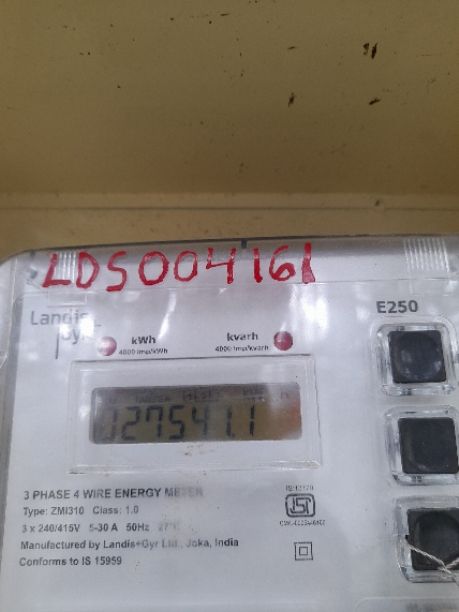 LDS004161
Landis
Gyr
E250
kWh
4000 imp/kWh
kvarh
4000 imp/kvarh
027541.1
3 PHASE 4 WIRE ENERGY METER
Type: ZMI310 Class: 1.0
3 x 240/415V 5-30 A 50Hz 27°C
Manufactured by Landis+Gyr Ltd., Joka, India
Conforms to IS 15959